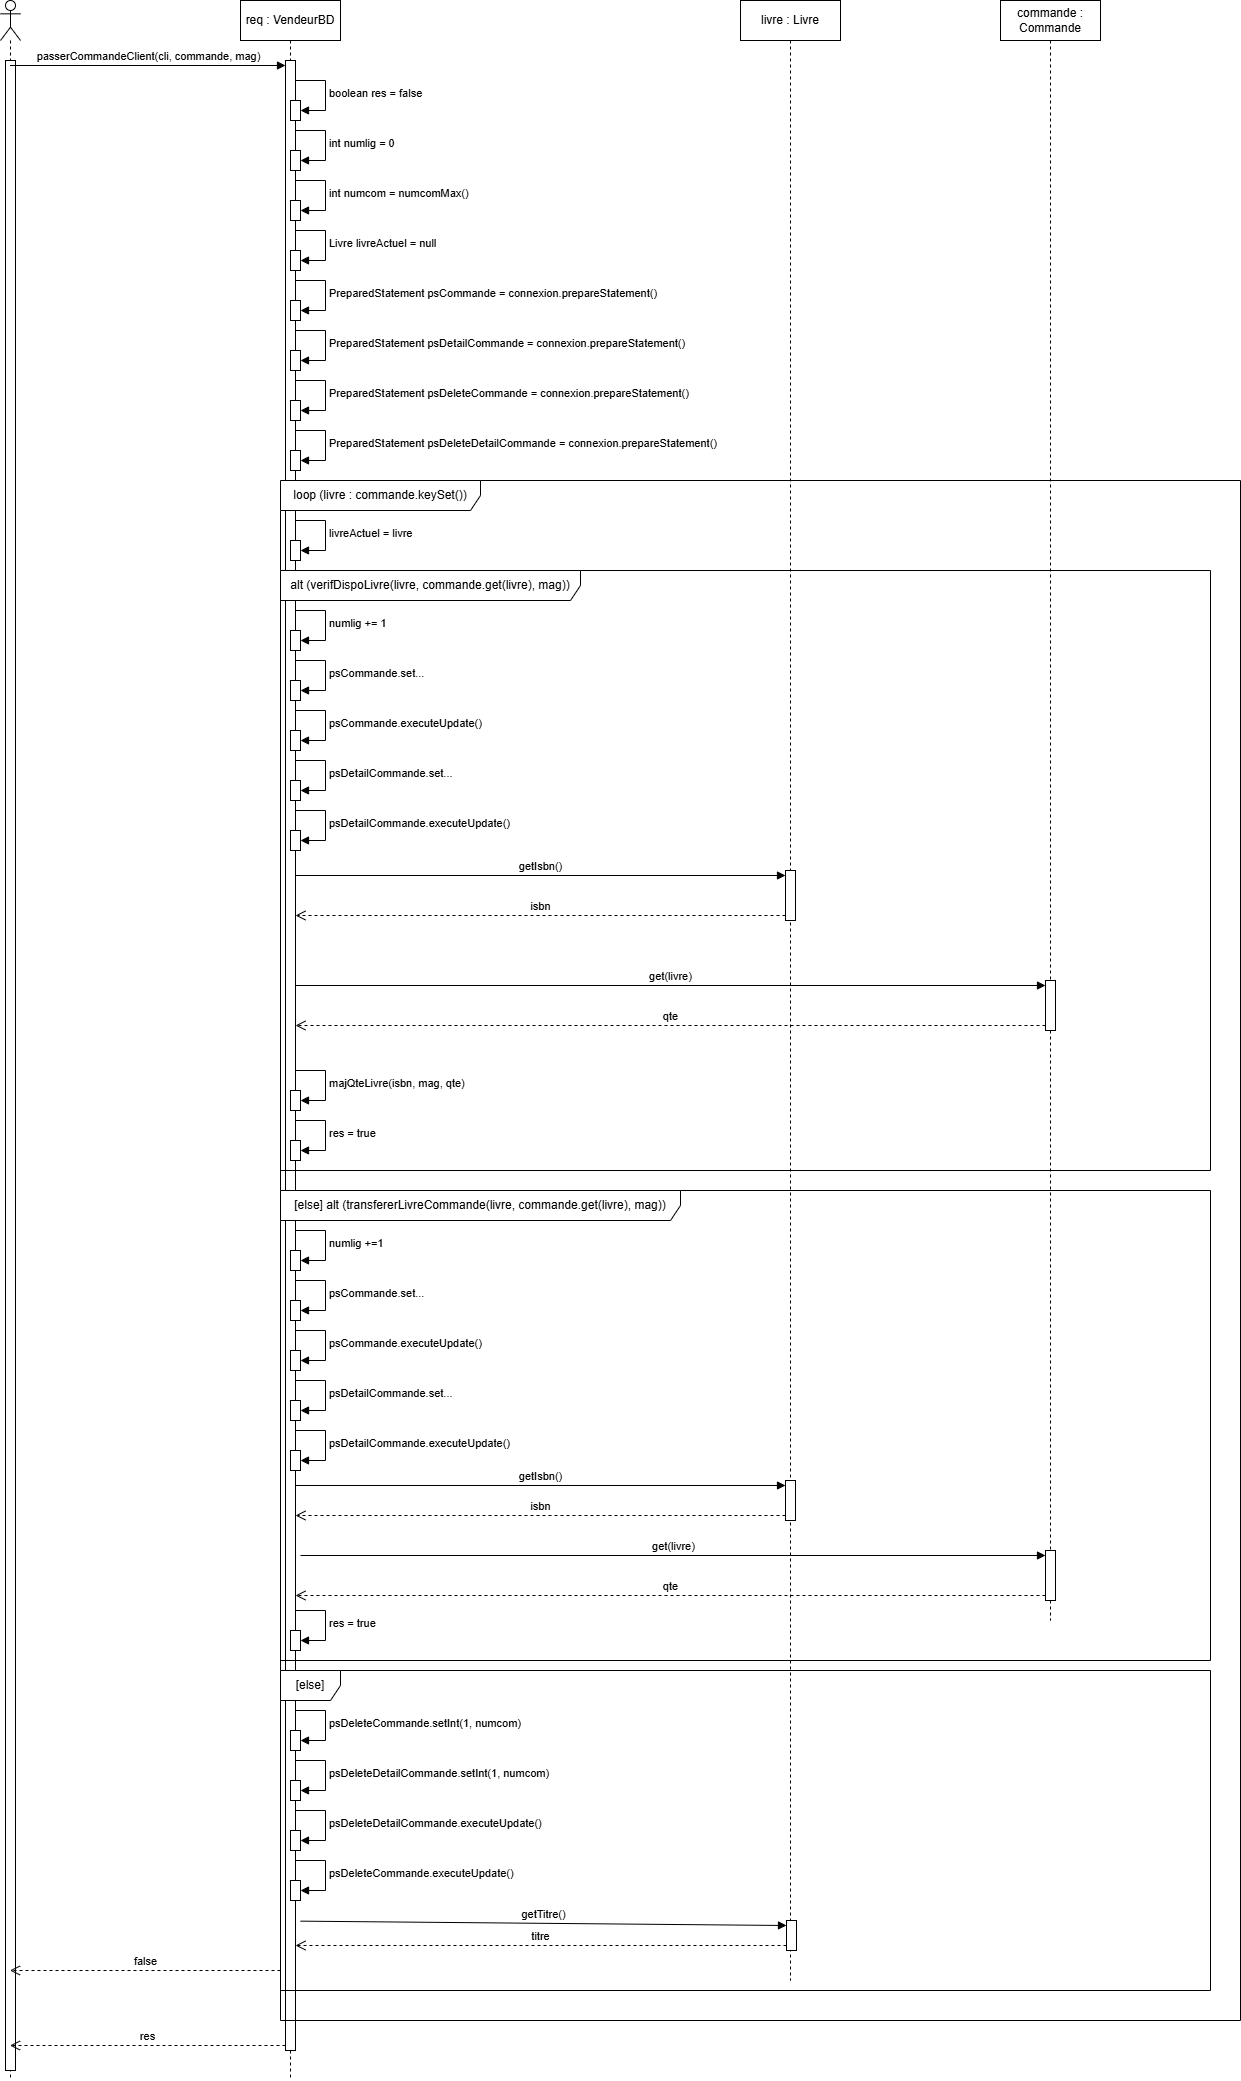 req : VendeurBD
livre : Livre
commande :
Commande
passerCommandeClient(cli, commande, mag)
boolean res = false
int numlig = 0
int numcom = numcomMax()
Livre livreActuel = null
PreparedStatement psCommande = connexion.prepareStatement()
PreparedStatement psDetailCommande = connexion.prepareStatement()
PreparedStatement psDeleteCommande = connexion.prepareStatement()
PreparedStatement psDeleteDetailCommande = connexion.prepareStatement()
loop (livre : commande.keySet())
livreActuel = livre
alt (verifDispoLivre(livre, commande.get(livre), mag))
numlig += 1
psCommande.set...
psCommande.executeUpdate()
psDetailCommande.set...
psDetailCommande.executeUpdate()
getIsbn()
isbn
get(livre)
qte
majQteLivre(isbn, mag, qte)
res = true
[else] alt (transfererLivreCommande(livre, commande.get(livre), mag))
numlig +=1
psCommande.set...
psCommande.executeUpdate()
psDetailCommande.set...
psDetailCommande.executeUpdate()
getIsbn()
isbn
get(livre)
qte
res = true
[else]
psDeleteCommande.setInt(1, numcom)
psDeleteDetailCommande.setInt(1, numcom)
psDeleteDetailCommande.executeUpdate()
psDeleteCommande.executeUpdate()
getTitre()
titre
false
res